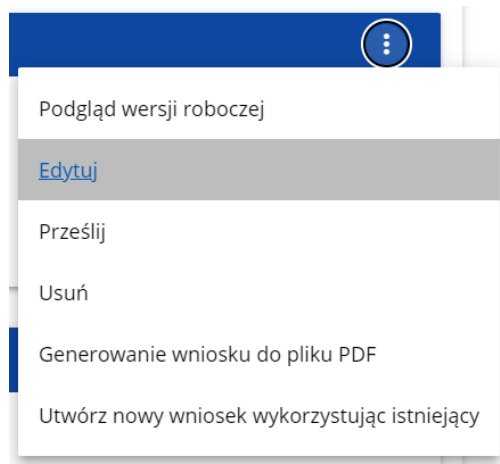 Podgląd wersji roboczej
Edytuj
Prześlij
Usuń
Generowanie wniosku do pliku PDF
Utwórz nowy wniosek wykorzystując istniejący